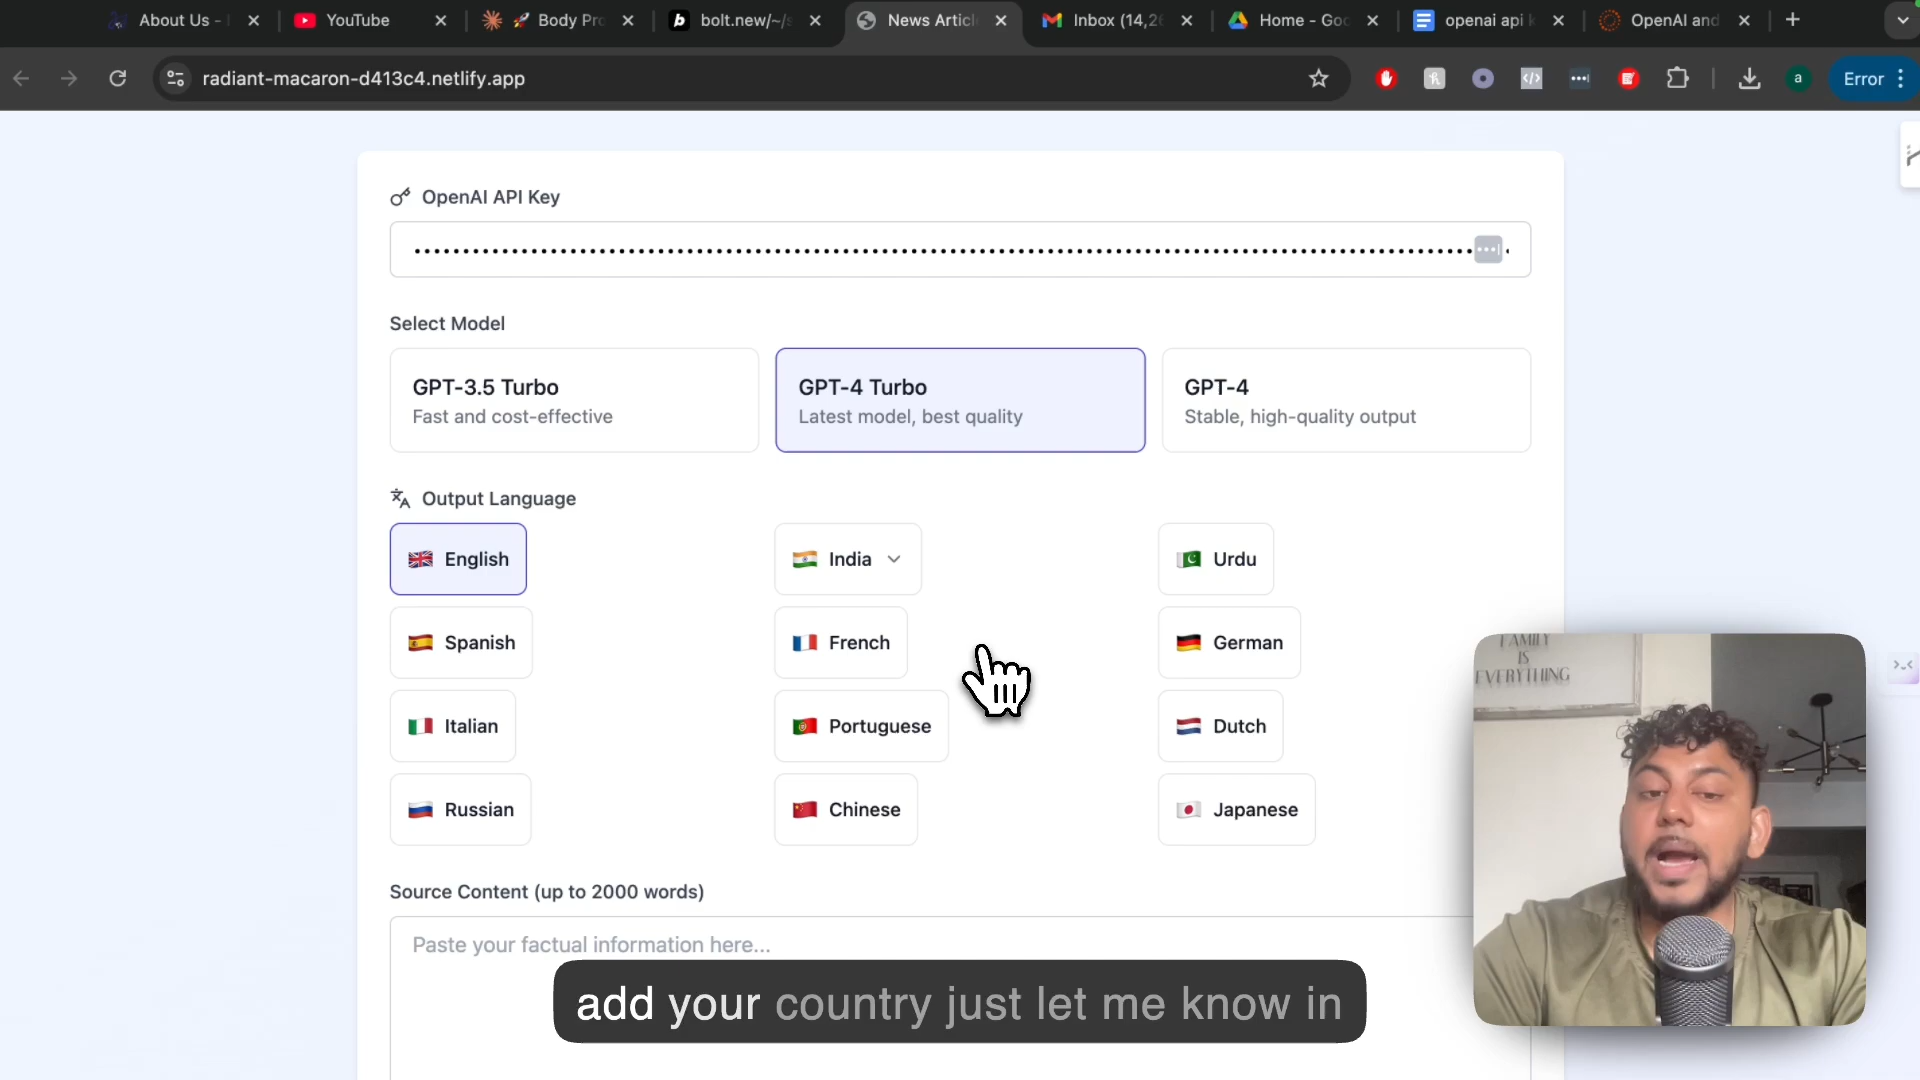 About Us -
YouTube
Body Pro
bolt.new/~/s
News Articl
Inbox (14,26
Home - Goo
openai api k
OpenAI and
radiant-macaron-d413c4.netlify.app
a
Error
OpenAI API Key
Select Model
GPT-3.5 Turbo
Fast and cost-effective
GPT-4 Turbo
Latest model, best quality
GPT-4
Stable, high-quality output
Output Language
English
India
Urdu
Spanish
French
German
Italian
Portuguese
Dutch
Russian
Chinese
Japanese
FAMILY
IS
EVERYTHING
Source Content (up to 2000 words)
Paste your factual information here...
add your country just let me know in